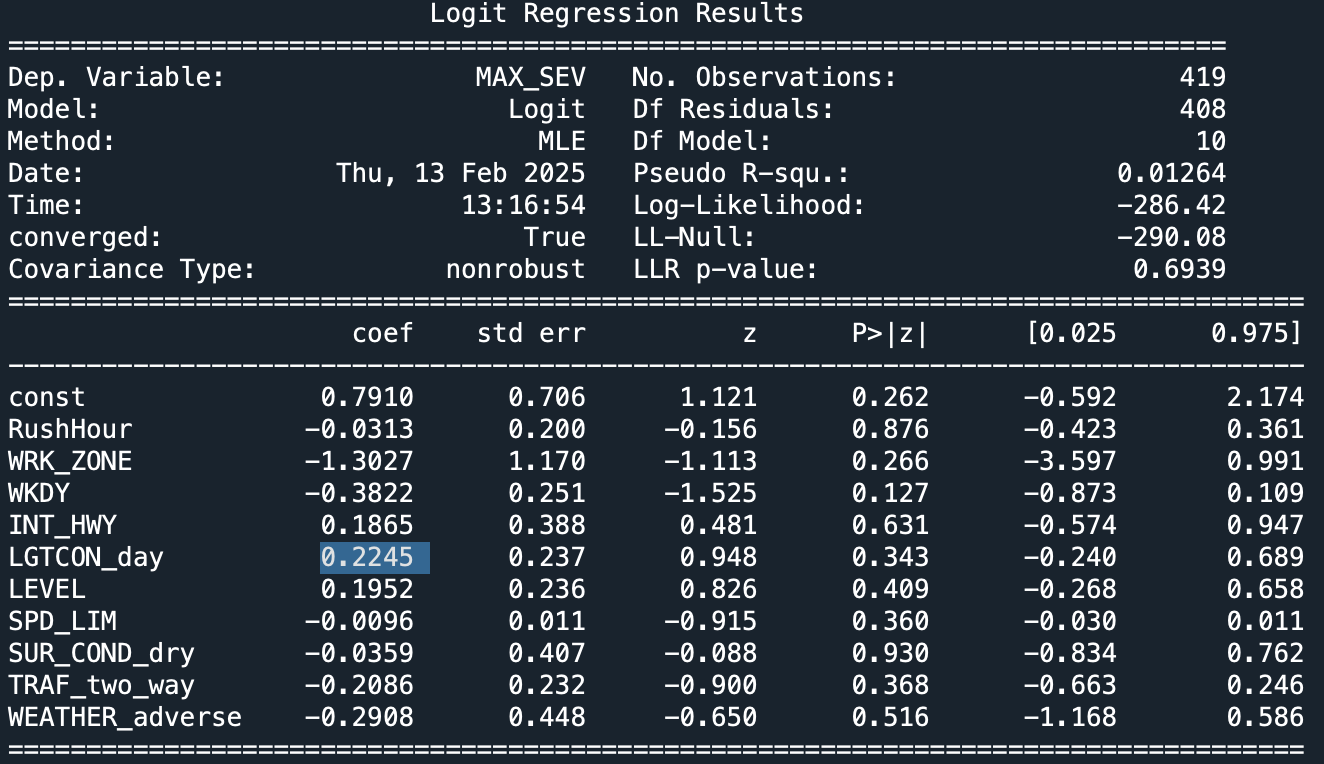 Logit Regression Results
==============================================================================
Dep. Variable: MAX_SEV No. Observations: 419
Model: Logit Df Residuals: 408
Method: MLE Df Model: 10
Date: Thu, 13 Feb 2025 Pseudo R-squ.: 0.01264
Time: 13:16:54 Log-Likelihood: -286.42
converged: True LL-Null: -290.08
Covariance Type: nonrobust LLR p-value: 0.6939
===================================================================================
coef std err z P>|z| [0.025 0.975]
-----------------------------------------------------------------------------------
const 0.7910 0.706 1.121 0.262 -0.592 2.174
RushHour -0.0313 0.200 -0.156 0.876 -0.423 0.361
WRK_ZONE -1.3027 1.170 -1.113 0.266 -3.597 0.991
WKDY -0.3822 0.251 -1.525 0.127 -0.873 0.109
INT_HWY 0.1865 0.388 0.481 0.631 -0.574 0.947
LGTCON_day 0.2245 0.237 0.948 0.343 -0.240 0.689
LEVEL 0.1952 0.236 0.826 0.409 -0.268 0.658
SPD_LIM -0.0096 0.011 -0.915 0.360 -0.030 0.011
SUR_COND_dry -0.0359 0.407 -0.088 0.930 -0.834 0.762
TRAF_two_way -0.2086 0.232 -0.900 0.368 -0.663 0.246
WEATHER_adverse -0.2908 0.448 -0.650 0.516 -1.168 0.586
===================================================================================